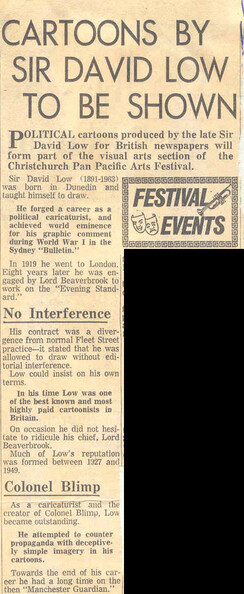 CARTOONS BY
SIR DAVID LOW
TO BE SHOWN
POLITICAL cartoons produced by the late Sir
David Low for British newspapers will
form part of the visual arts section of the
Christchurch Pan Pacific Arts Festival.
Sir David Low (1891-1963)
was born in Dunedin and
taught himself to draw.
He forged a career as a
political caricaturist, and
achieved world eminence
for his graphic comment
during World War I in the
Sydney "Bulletin."
In 1919 he went to London.
Eight years later he was en-
gaged by Lord Beaverbrook to
work on the "Evening Stand-
ard."
No Interference
His contract was a diver-
gence from normal Fleet Street
practice—it stated that he was
allowed to draw without edi-
torial interference.
Low could insist on his own
terms.
In his time Low was one
of the best known and most
highly paid cartoonists in
Britain.
On occasion he did not hesi-
tate to ridicule his chief, Lord
Beaverbrook.
Much of Low's reputation
was formed between 1927 and
1949.
Colonel Blimp
As a caricaturist and the
creator of Colonel Blimp, Low
became outstanding.
He attempted to counter
propaganda with deceptive-
ly simple imagery in his
cartoons.
Towards the end of his car-
eer he had a long time on the
then "Manchester Guardian."
FESTIVAL
EVENTS